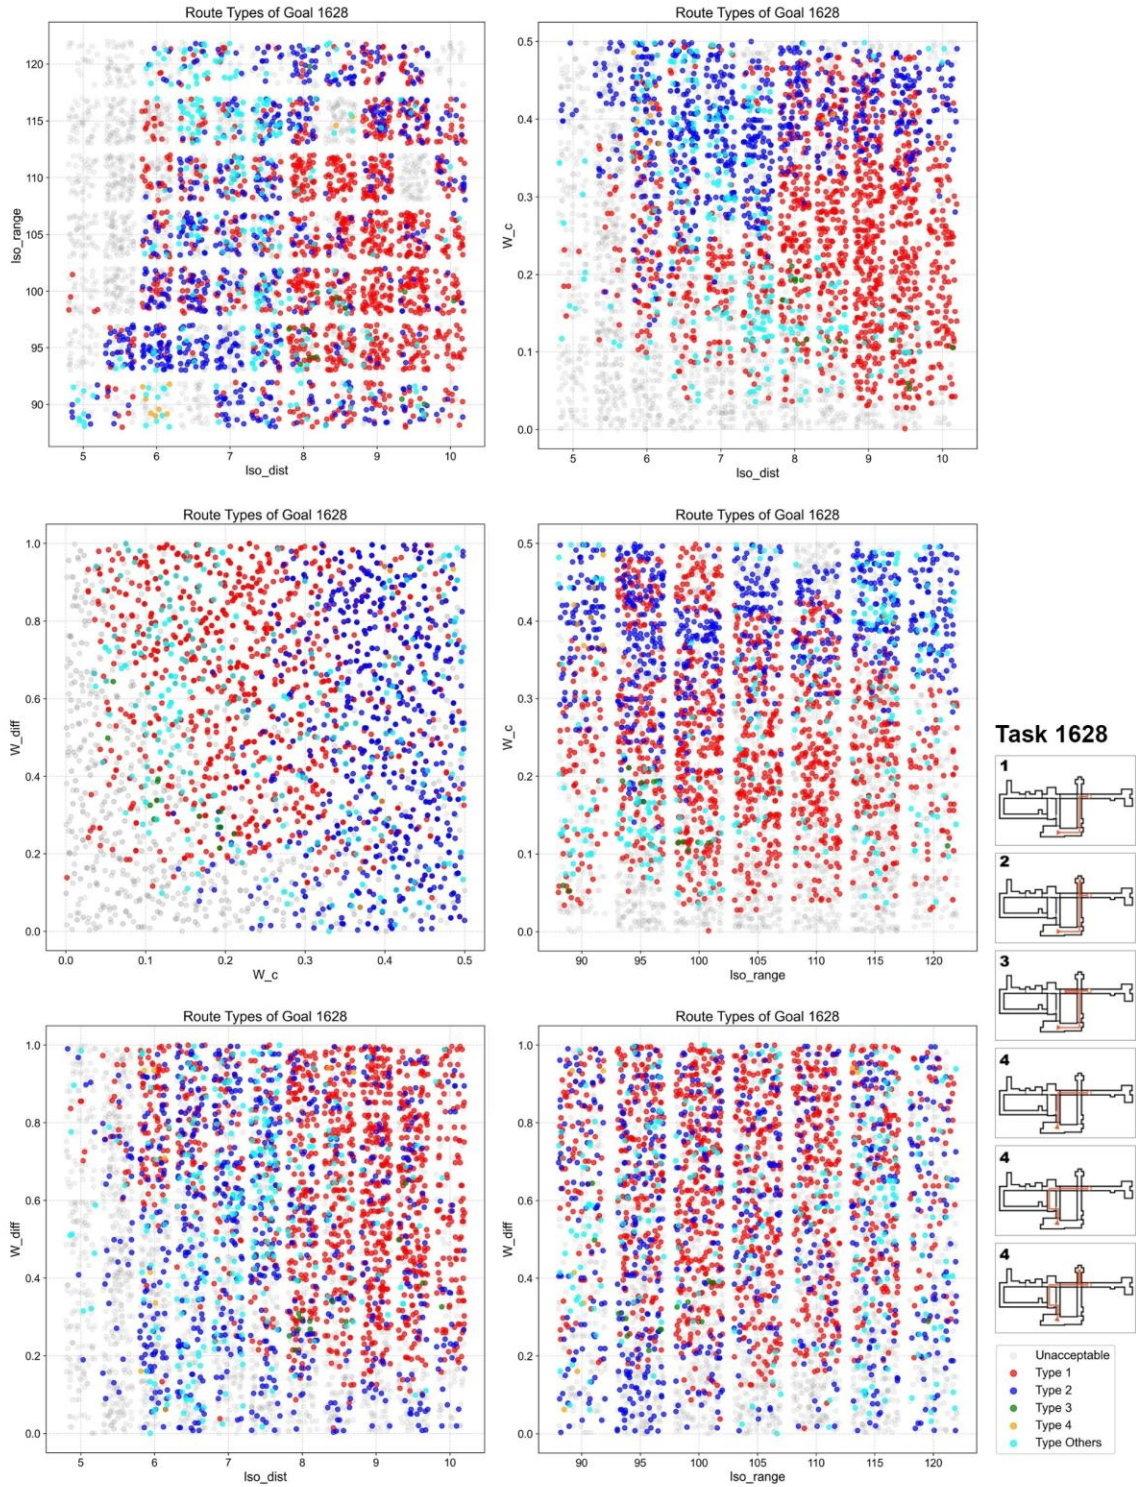 Route Types of Goal 1628
Iso_range
120
115
110
105
100
95
90
5 6 7 8 9 10
Iso_dist
Route Types of Goal 1628
W_c
0.5
0.4
0.3
0.2
0.1
0.0
5 6 7 8 9 10
Iso_dist
Route Types of Goal 1628
W_diff
1.0
0.8
0.6
0.4
0.2
0.0
0.0 0.1 0.2 0.3 0.4 0.5
W_c
Route Types of Goal 1628
W_c
0.5
0.4
0.3
0.2
0.1
0.0
90 95 100 105 110 115 120
Iso_range
Route Types of Goal 1628
W_diff
1.0
0.8
0.6
0.4
0.2
0.0
5 6 7 8 9 10
Iso_dist
Route Types of Goal 1628
W_diff
1.0
0.8
0.6
0.4
0.2
0.0
90 95 100 105 110 115 120
Iso_range
Task 1628
1
2
3
4
4
4
Unacceptable
Type 1
Type 2
Type 3
Type 4
Type Others